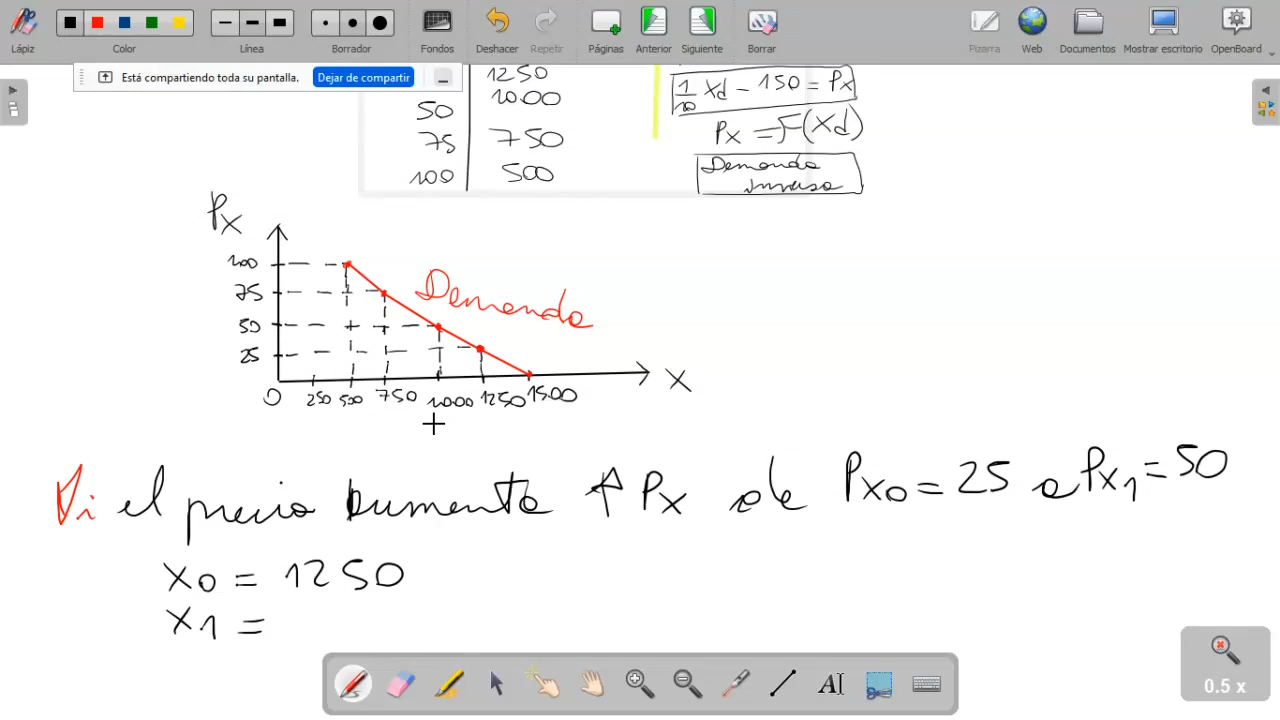 Lápiz Color Línea Borrador Fondos Deshacer Repetir Páginas Anterior Siguiente Borrar Pizarra Web Documentos Mostrar escritorio OpenBoard
Está compartiendo toda su pantalla. Dejar de compartir
1250
50 1000
75 750
100 500
1/10 Xd - 150 = Px
Px = F(Xd)
Demanda
inversa
Px
100
75
50
25
Demanda
0 250 500 750 1000 1250 1500 X
Si el precio aumenta ↑ Px de Px0 = 25 a Px1 = 50
X0 = 1250
X1 =
0.5 x